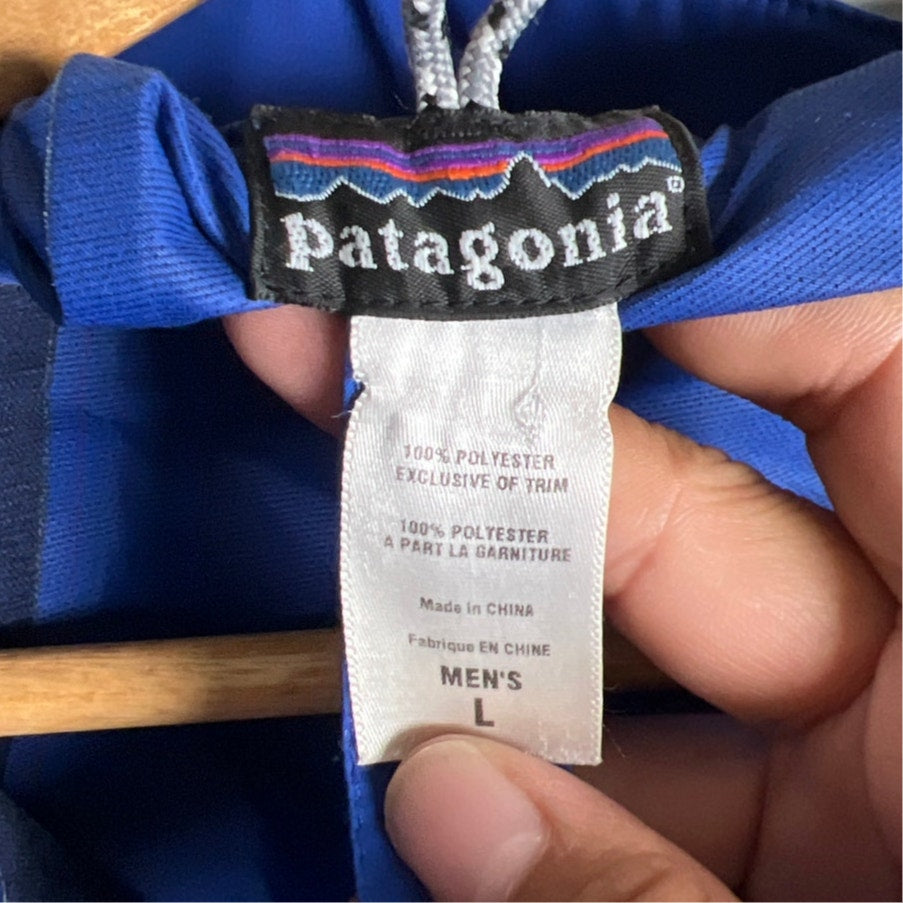 patagonia®
100% POLYESTER
EXCLUSIVE OF TRIM
100% POLYESTER
A PART LA GARNITURE
Made in CHINA
Fabrique EN CHINE
MEN'S
L